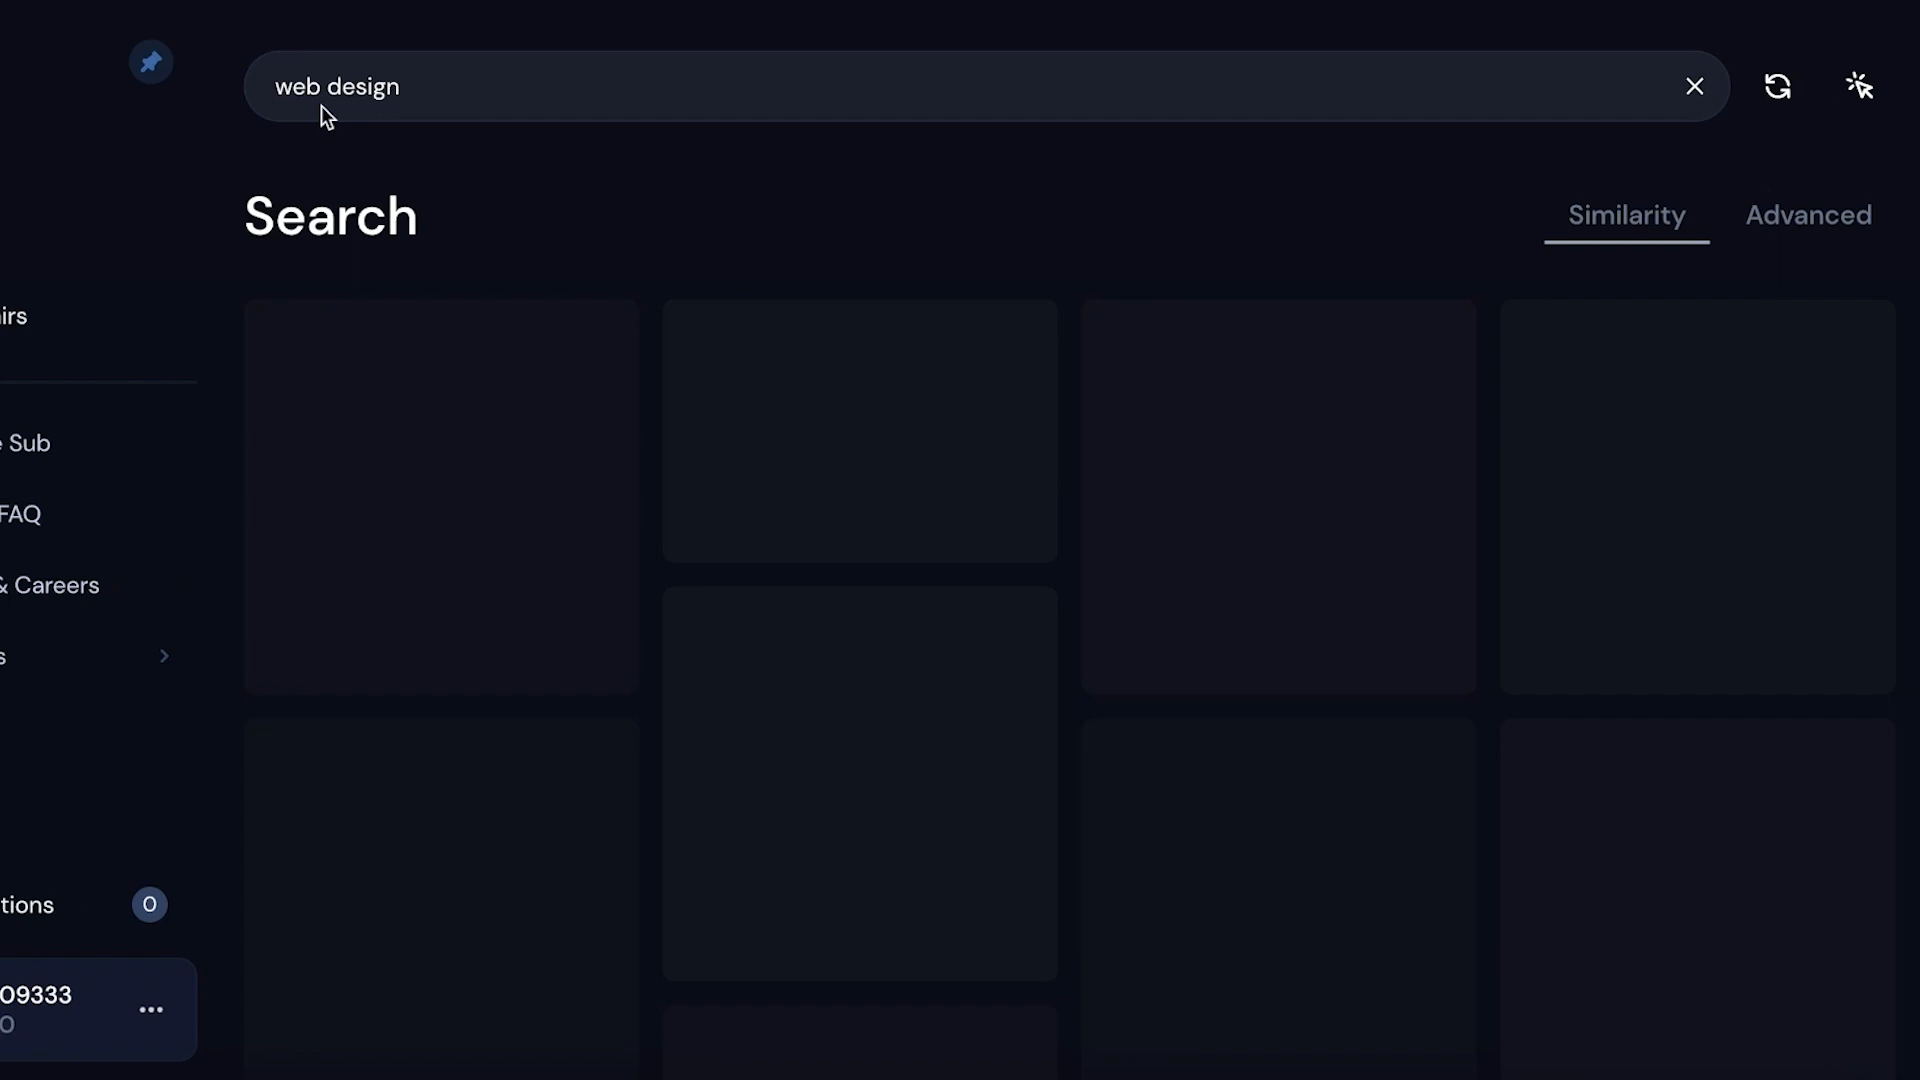 web design
Search
Similarity
Advanced
irs
Sub
FAQ
& Careers
s
tions
0
09333
0